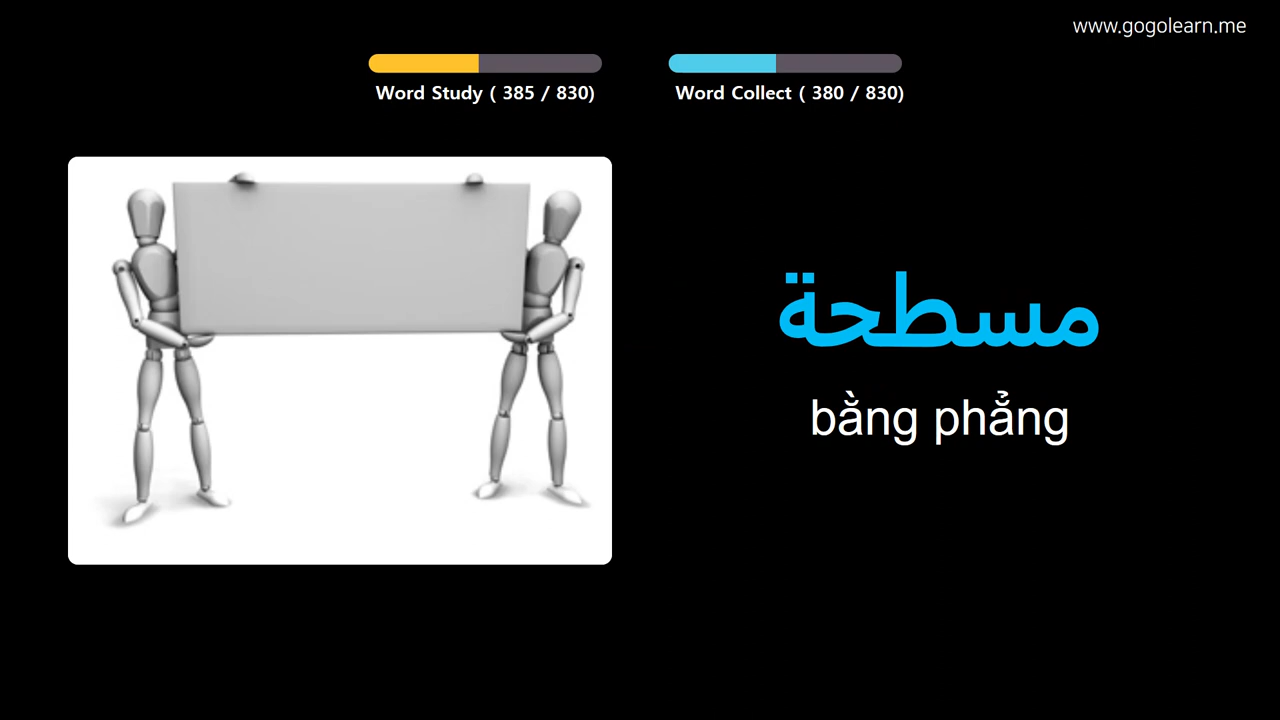 www.gogolearn.me
Word Study ( 385 / 830)
Word Collect ( 380 / 830)
مسطحة
bằng phẳng